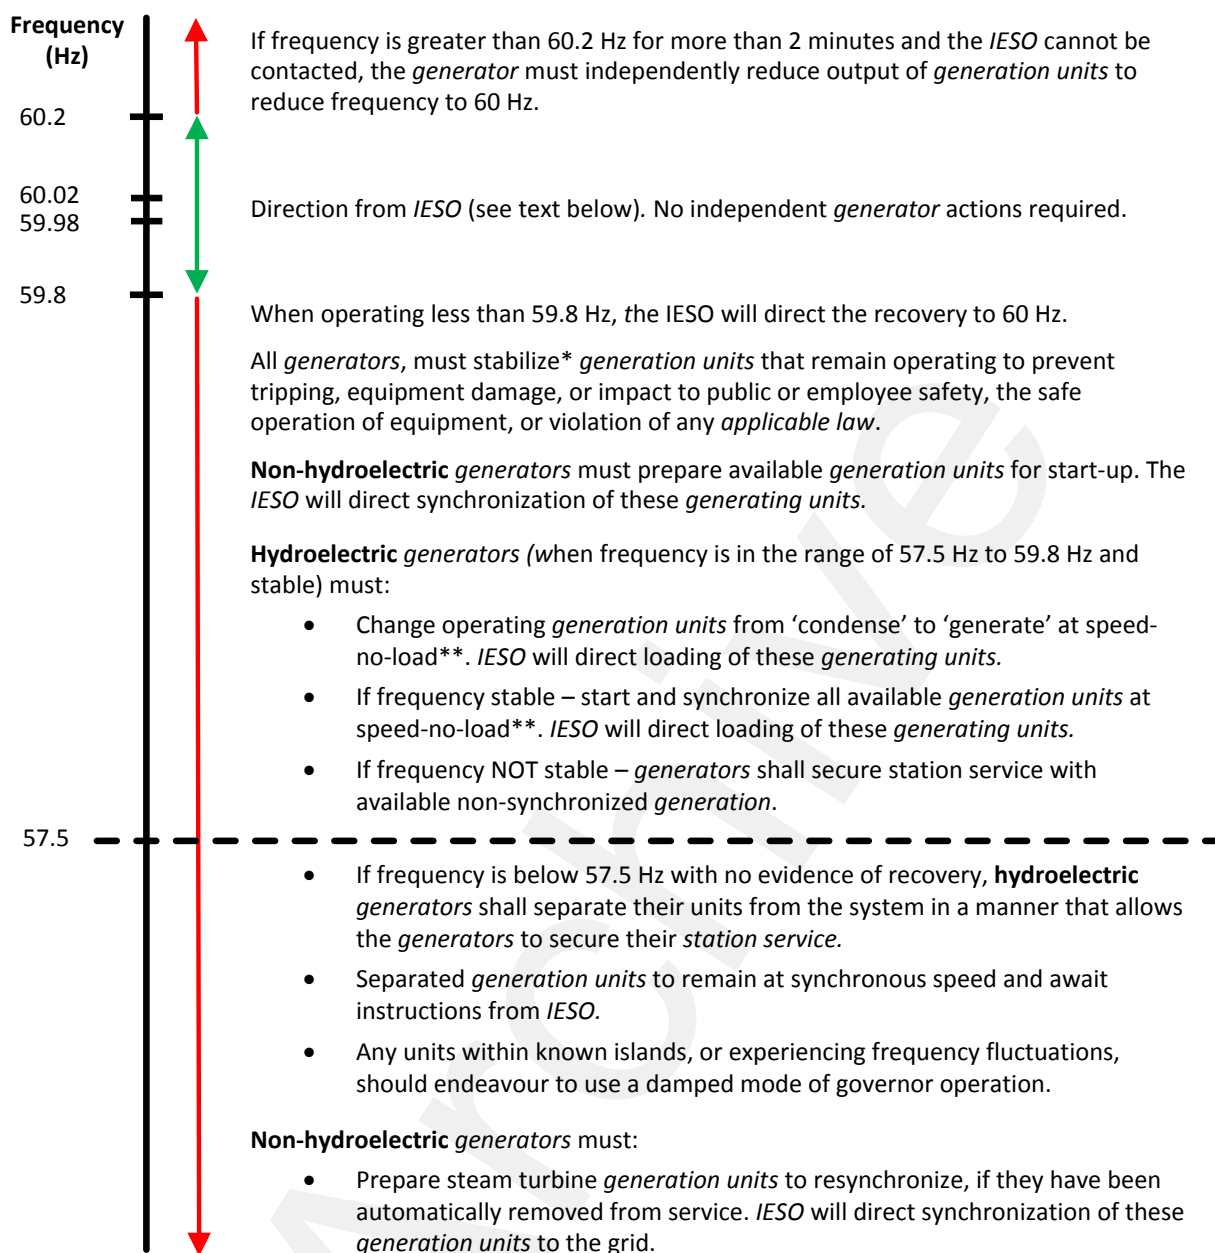 Frequency
(Hz)
If frequency is greater than 60.2 Hz for more than 2 minutes and the IESO cannot be
contacted, the generator must independently reduce output of generation units to
reduce frequency to 60 Hz.
60.2
60.02
59.98
Direction from IESO (see text below). No independent generator actions required.
59.8
When operating less than 59.8 Hz, the IESO will direct the recovery to 60 Hz.
All generators, must stabilize* generation units that remain operating to prevent
tripping, equipment damage, or impact to public or employee safety, the safe
operation of equipment, or violation of any applicable law.
Non-hydroelectric generators must prepare available generation units for start-up. The
IESO will direct synchronization of these generating units.
Hydroelectric generators (when frequency is in the range of 57.5 Hz to 59.8 Hz and
stable) must:
• Change operating generation units from ‘condense’ to ‘generate’ at speed-
no-load**. IESO will direct loading of these generating units.
• If frequency stable – start and synchronize all available generation units at
speed-no-load**. IESO will direct loading of these generating units.
• If frequency NOT stable – generators shall secure station service with
available non-synchronized generation.
57.5
• If frequency is below 57.5 Hz with no evidence of recovery, hydroelectric
generators shall separate their units from the system in a manner that allows
the generators to secure their station service.
• Separated generation units to remain at synchronous speed and await
instructions from IESO.
• Any units within known islands, or experiencing frequency fluctuations,
should endeavour to use a damped mode of governor operation.
Non-hydroelectric generators must:
• Prepare steam turbine generation units to resynchronize, if they have been
automatically removed from service. IESO will direct synchronization of these
generation units to the grid.
Archive